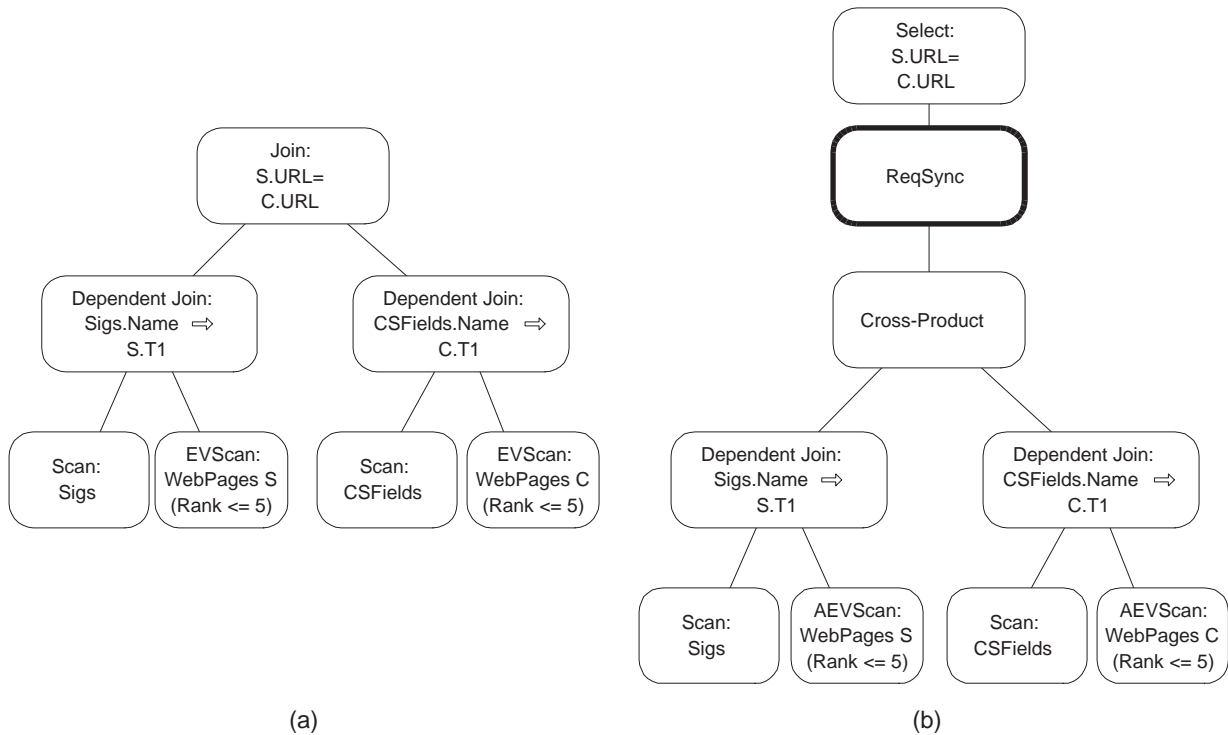 Join:
S.URL=
C.URL
Dependent Join:
Sigs.Name ⇨
S.T1
Dependent Join:
CSFields.Name ⇨
C.T1
Scan:
Sigs
EVScan:
WebPages S
(Rank <= 5)
Scan:
CSFields
EVScan:
WebPages C
(Rank <= 5)
(a)
Select:
S.URL=
C.URL
ReqSync
Cross-Product
Dependent Join:
Sigs.Name ⇨
S.T1
Dependent Join:
CSFields.Name ⇨
C.T1
Scan:
Sigs
AEVScan:
WebPages S
(Rank <= 5)
Scan:
CSFields
AEVScan:
WebPages C
(Rank <= 5)
(b)